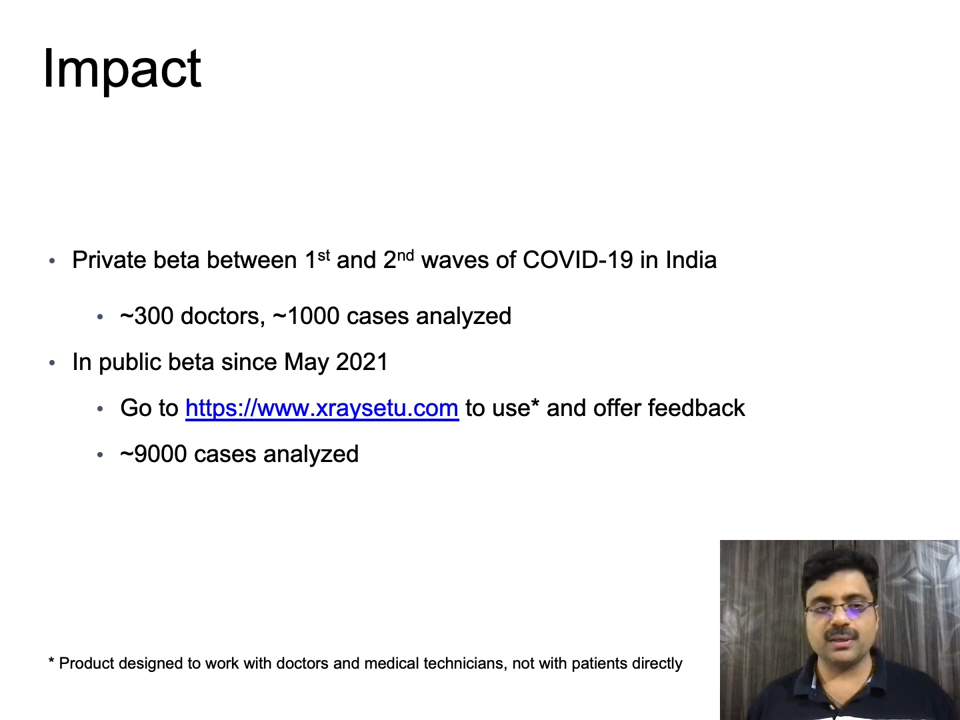 Impact
• Private beta between 1st and 2nd waves of COVID-19 in India
• ~300 doctors, ~1000 cases analyzed
• In public beta since May 2021
• Go to https://www.xraysetu.com to use* and offer feedback
• ~9000 cases analyzed
* Product designed to work with doctors and medical technicians, not with patients directly